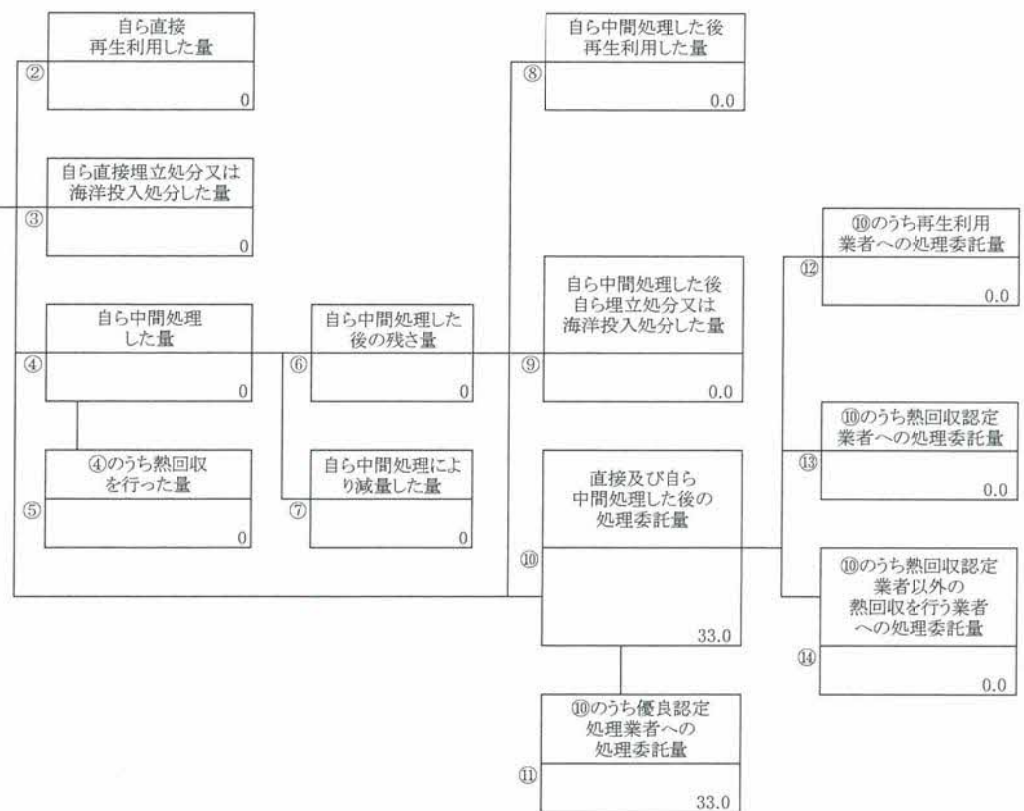 自ら直接
再生利用した量
②
0
自ら直接埋立処分又は
海洋投入処分した量
③
0
自ら中間処理
した量
④
0
④のうち熱回収
を行った量
⑤
0
自ら中間処理した
後の残さ量
⑥
0
自ら中間処理によ
り減量した量
⑦
0
自ら中間処理した後
再生利用した量
⑧
0.0
自ら中間処理した後
自ら埋立処分又は
海洋投入処分した量
⑨
0.0
直接及び自ら
中間処理した後の
処理委託量
⑩
33.0
⑩のうち優良認定
処理業者への
処理委託量
⑪
33.0
⑩のうち再生利用
業者への処理委託量
⑫
0.0
⑩のうち熱回収認定
業者への処理委託量
⑬
0.0
⑩のうち熱回収認定
業者以外の
熱回収を行う業者
への処理委託量
⑭
0.0